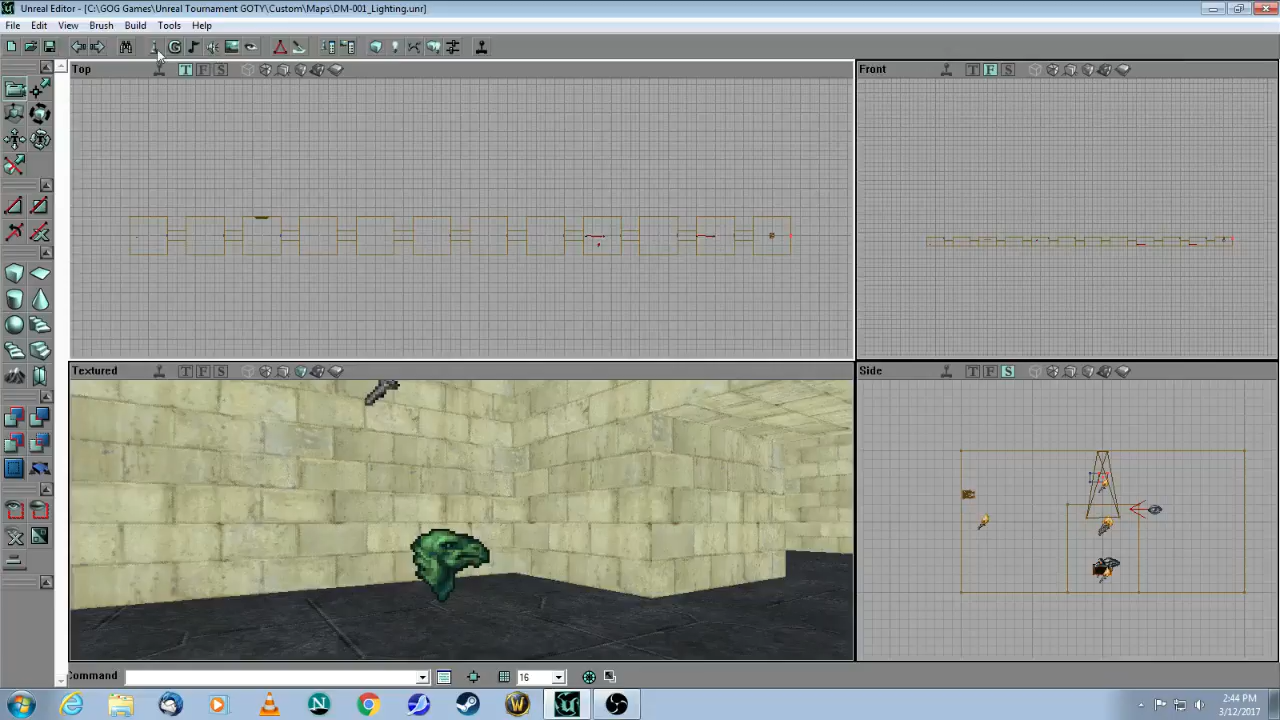 Unreal Editor - [C:\GOG Games\Unreal Tournament GOTY\Custom\Maps/DM-001_Lighting.unr]
File Edit View Brush Build Tools Help
Top T F S
Front T F S
Textured T F S
Side T F S
Command
16
2:44 PM
3/12/2017